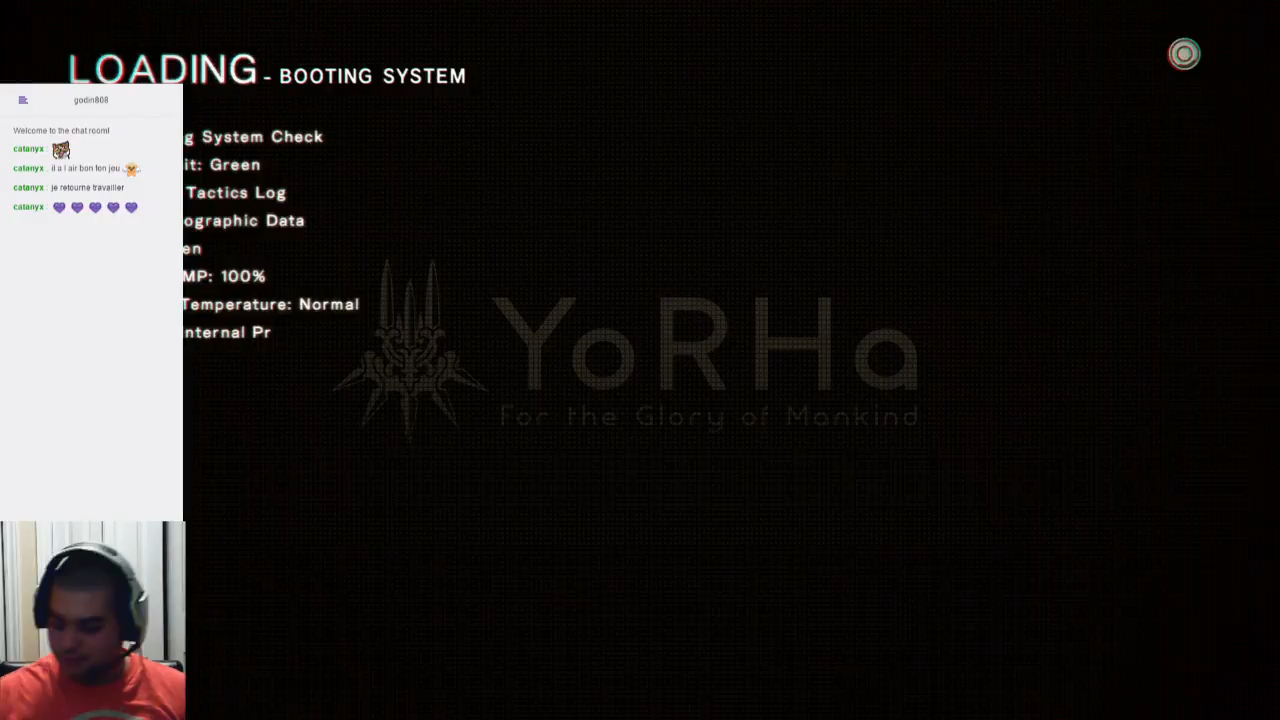 LOADING - BOOTING SYSTEM
godin808
Welcome to the chat room!
catanyx :
catanyx : il a l air bon ton jeu
catanyx : je retourne travailler
catanyx :
g System Check
it: Green
Tactics Log
ographic Data
en
MP: 100%
Temperature: Normal
nternal Pr
YoRHa
For the Glory of Mankind